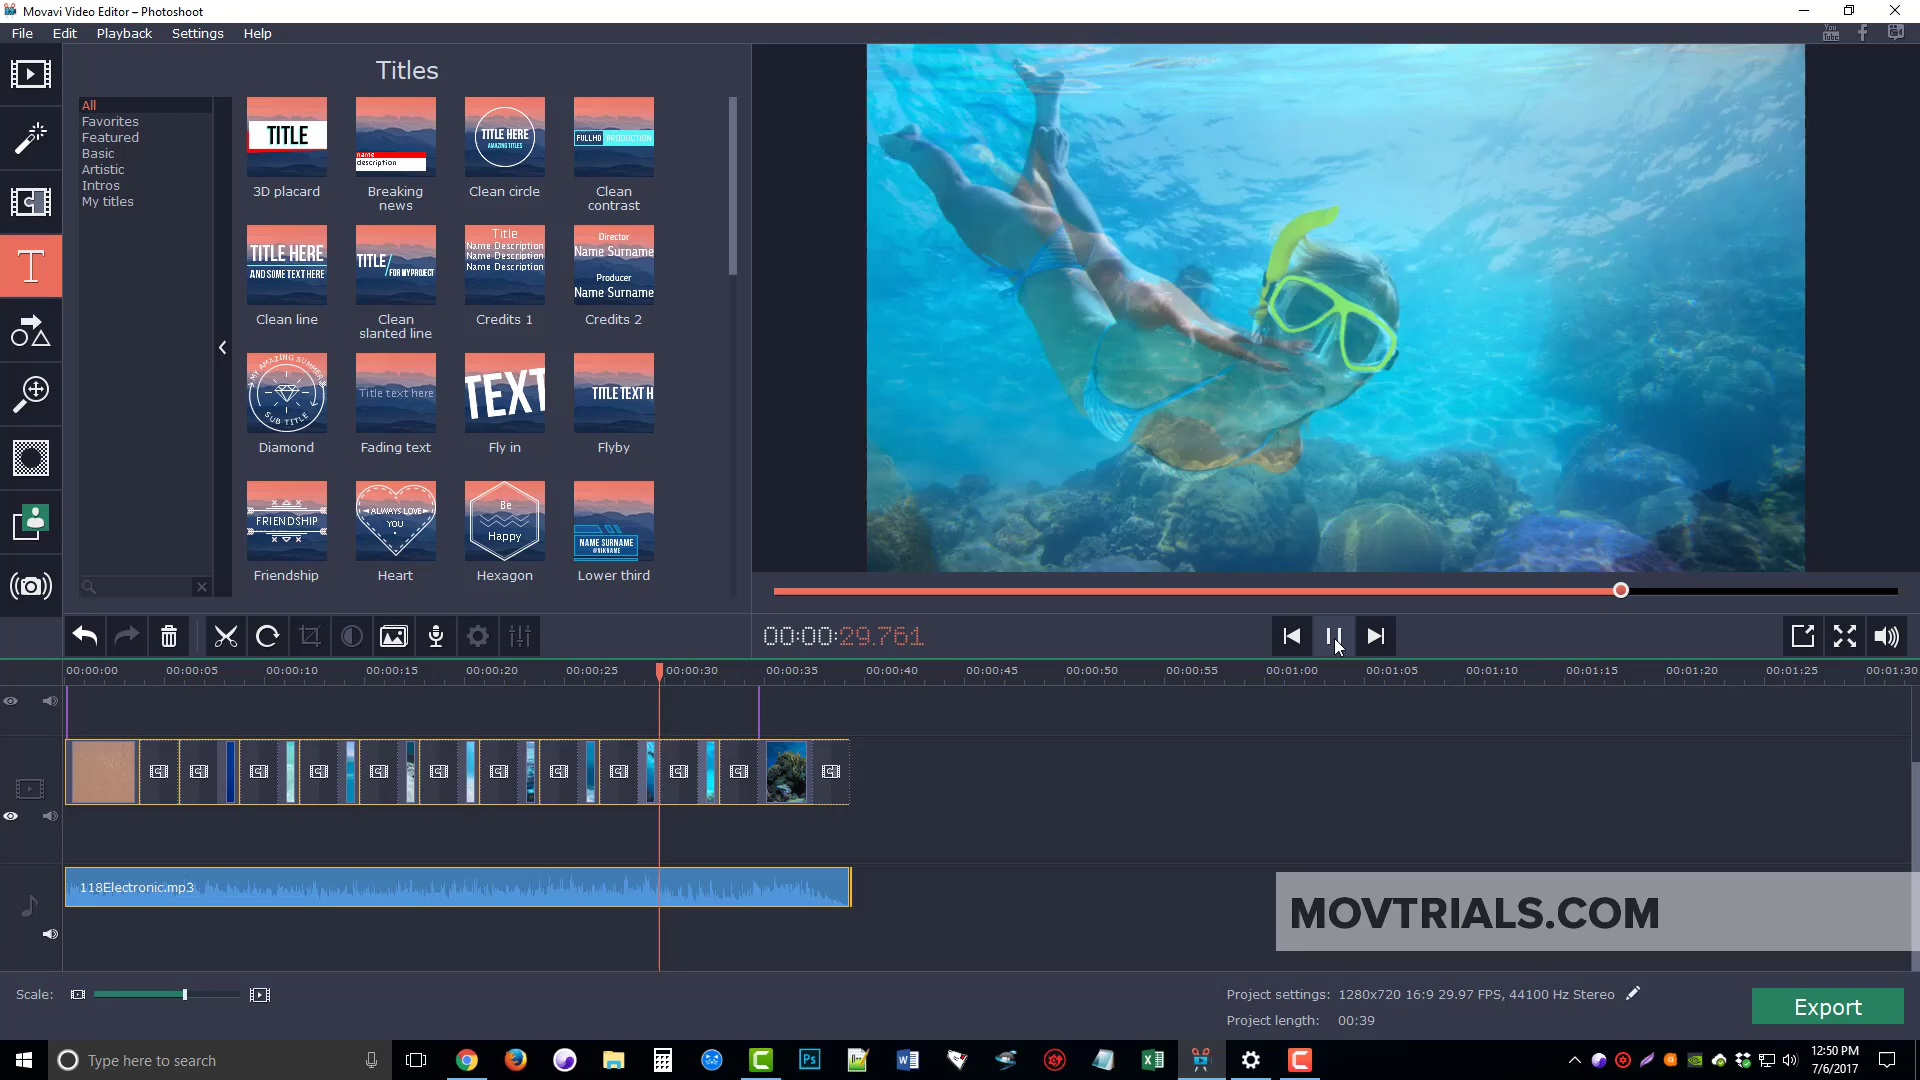 Movavi Video Editor – Photoshoot
File Edit Playback Settings Help
You Tube
Titles
All
Favorites
Featured
Basic
Artistic
Intros
My titles
TITLE
3D placard
name
description
Breaking
news
TITLE HERE
AMAZING TITLES
Clean circle
FULLHD PRODUCTION
Clean
contrast
TITLE HERE
AND SOME TEXT HERE
Clean line
TITLE/FOR MY PROJECT
Clean
slanted line
Title
Name Description
Name Description
Name Description
Credits 1
Director
Name Surname
Producer
Name Surname
Credits 2
MY AMAZING SUMMER
SUB TITLE
Diamond
Title text here
Fading text
TEXT
Fly in
TITLE TEXT H
Flyby
FRIENDSHIP
Friendship
ALWAYS LOVE
YOU
Heart
Be
Happy
Hexagon
NAME SURNAME
@NIKNAME
Lower third
00:00:29.761
00:00:00 00:00:05 00:00:10 00:00:15 00:00:20 00:00:25 00:00:30 00:00:35 00:00:40 00:00:45 00:00:50 00:00:55 00:01:00 00:01:05 00:01:10 00:01:15 00:01:20 00:01:25 00:01:30
118Electronic.mp3
MOVTRIALS.COM
Scale:
Project settings: 1280x720 16:9 29.97 FPS, 44100 Hz Stereo
Project length: 00:39
Export
Type here to search
Ps
12:50 PM
7/6/2017